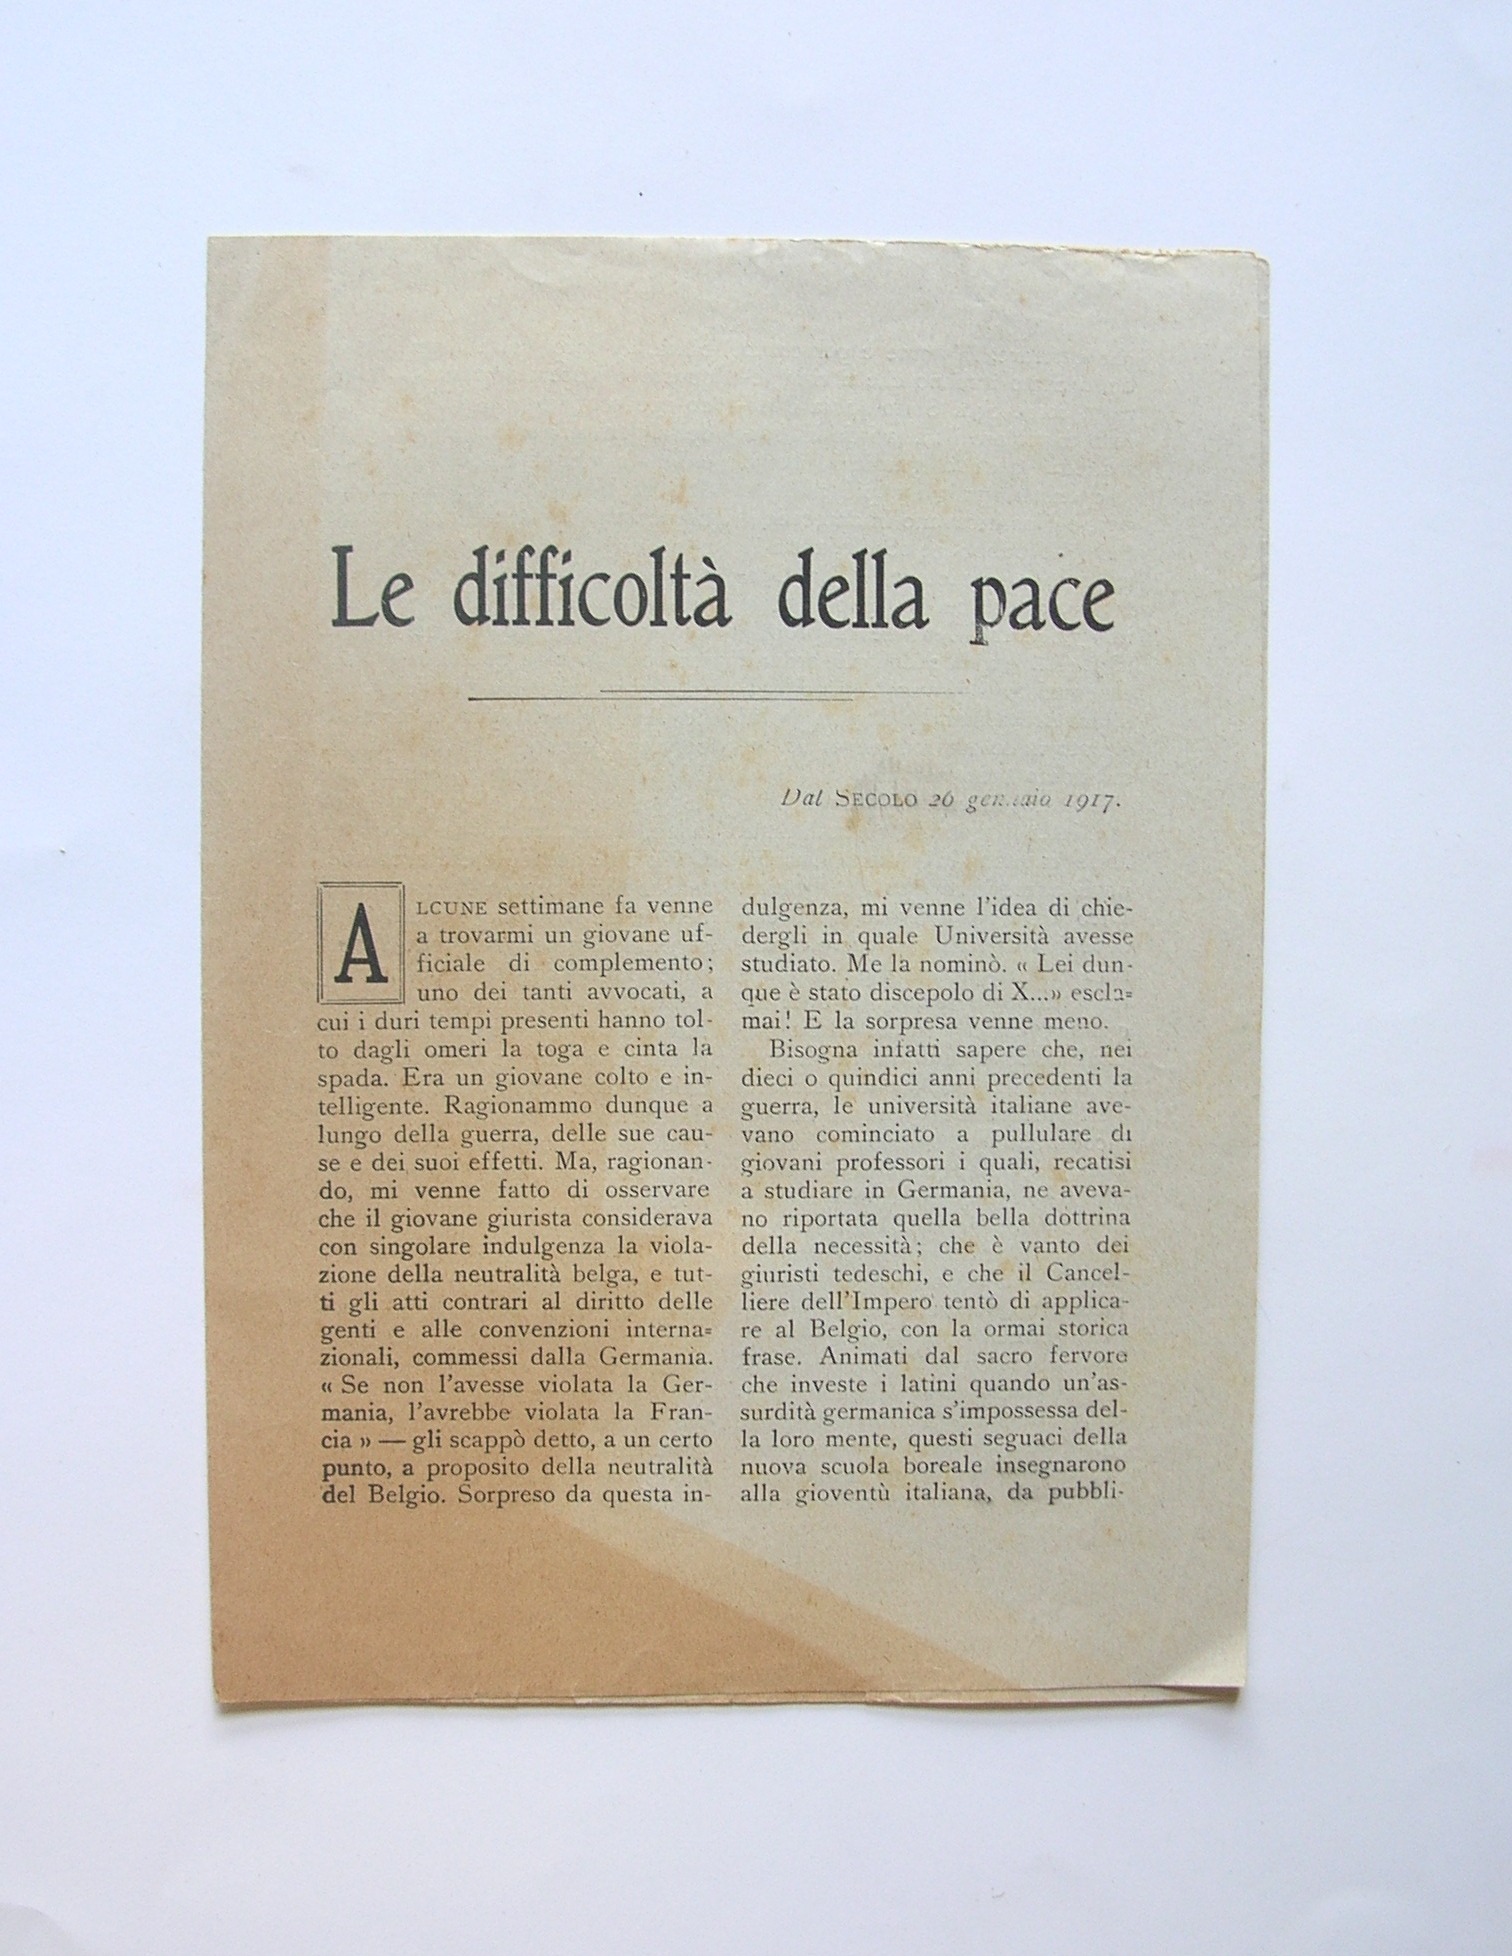 Le difficoltà della pace
Dal SECOLO 26 gennaio 1917.
ALCUNE settimane fa venne
a trovarmi un giovane uf-
ficiale di complemento;
uno dei tanti avvocati, a
cui i duri tempi presenti hanno tol-
to dagli omeri la toga e cinta la
spada. Era un giovane colto e in-
telligente. Ragionammo dunque a
lungo della guerra, delle sue cau-
se e dei suoi effetti. Ma, ragionan-
do, mi venne fatto di osservare
che il giovane giurista considerava
con singolare indulgenza la viola-
zione della neutralità belga, e tut-
ti gli atti contrari al diritto delle
genti e alle convenzioni interna=
zionali, commessi dalla Germania.
« Se non l'avesse violata la Ger-
mania, l'avrebbe violata la Fran-
cia » — gli scappò detto, a un certo
punto, a proposito della neutralità
del Belgio. Sorpreso da questa in-
dulgenza, mi venne l'idea di chie-
dergli in quale Università avesse
studiato. Me la nominò. « Lei dun-
que è stato discepolo di X...» escla=
mai! E la sorpresa venne meno.
Bisogna infatti sapere che, nei
dieci o quindici anni precedenti la
guerra, le università italiane ave-
vano cominciato a pullulare di
giovani professori i quali, recatisi
a studiare in Germania, ne aveva-
no riportata quella bella dottrina
della necessità; che è vanto dei
giuristi tedeschi, e che il Cancel-
liere dell'Impero tentò di applica-
re al Belgio, con la ormai storica
frase. Animati dal sacro fervore
che investe i latini quando un'as-
surdità germanica s'impossessa del-
la loro mente, questi seguaci della
nuova scuola boreale insegnarono
alla gioventù italiana, da pubbli-